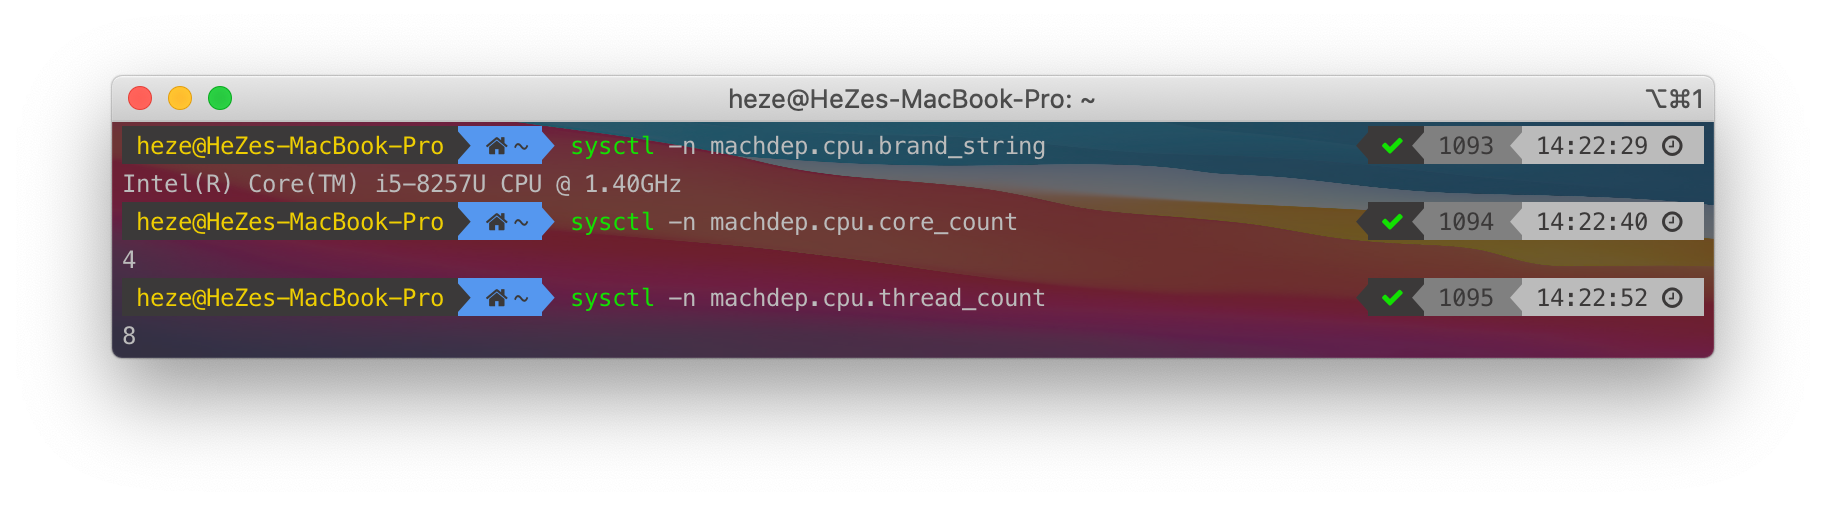 heze@HeZes-MacBook-Pro: ~ ⌥⌘1
heze@HeZes-MacBook-Pro ~ sysctl -n machdep.cpu.brand_string ✔ 1093 14:22:29
Intel(R) Core(TM) i5-8257U CPU @ 1.40GHz
heze@HeZes-MacBook-Pro ~ sysctl -n machdep.cpu.core_count ✔ 1094 14:22:40
4
heze@HeZes-MacBook-Pro ~ sysctl -n machdep.cpu.thread_count ✔ 1095 14:22:52
8